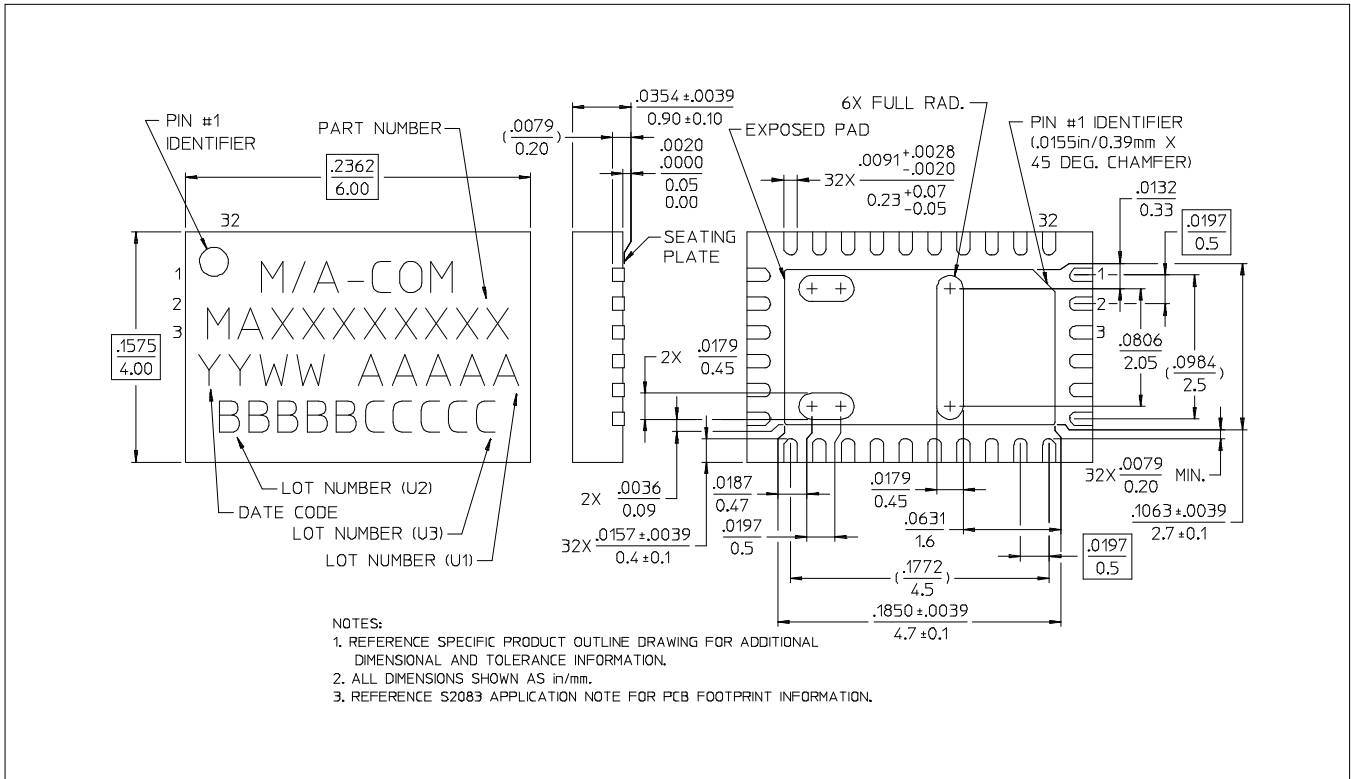 PIN #1
IDENTIFIER
PART NUMBER
.2362
6.00
32
1
2
3
M/A-COM
MAXXXXXXXXX
YYWW AAAAA
BBBBBCCCCC
.1575
4.00
LOT NUMBER (U2)
DATE CODE
LOT NUMBER (U3)
LOT NUMBER (U1)
.0354 ±.0039
0.90 ±0.10
(.0079
0.20)
.0020
.0000
0.05
0.00
SEATING
PLATE
2X .0179
0.45
2X .0036
0.09
32X .0157 ±.0039
0.4 ±0.1
EXPOSED PAD
6X FULL RAD.
32X .0091 +.0028
-.0020
0.23 +0.07
-0.05
PIN #1 IDENTIFIER
(.0155in/0.39mm X
45 DEG. CHAMFER)
32
1
2
3
.0132
0.33
.0197
0.5
.0806
2.05
(.0984
2.5)
32X .0079
0.20 MIN.
.1063 ±.0039
2.7 ±0.1
.0187
0.47
.0197
0.5
.0179
0.45
.0631
1.6
.0197
0.5
(.1772
4.5)
.1850 ±.0039
4.7 ±0.1
NOTES:
1. REFERENCE SPECIFIC PRODUCT OUTLINE DRAWING FOR ADDITIONAL
DIMENSIONAL AND TOLERANCE INFORMATION.
2. ALL DIMENSIONS SHOWN AS in/mm.
3. REFERENCE S2083 APPLICATION NOTE FOR PCB FOOTPRINT INFORMATION.